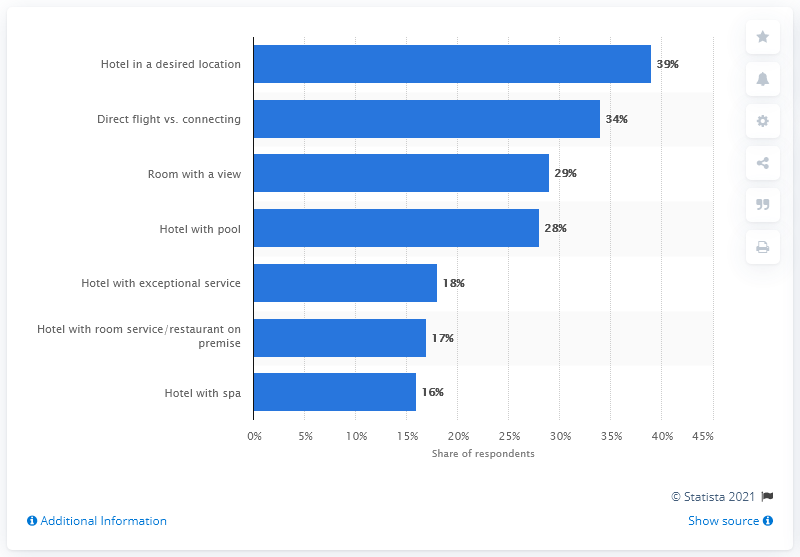 Hotel in a desired location 39%
Direct flight vs. connecting 34%
Room with a view 29%
Hotel with pool 28%
Hotel with exceptional service 18%
Hotel with room service/restaurant on
premise 17%
Hotel with spa 16%
0% 5% 10% 15% 20% 25% 30% 35% 40% 45%
Share of respondents
© Statista 2021
Additional Information Show source